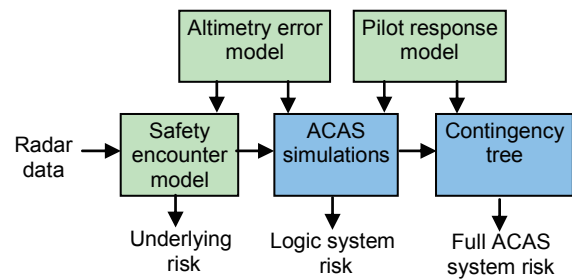 Altimetry error
model
Pilot response
model
Radar
data
Safety
encounter
model
ACAS
simulations
Contingency
tree
Underlying
risk
Logic system
risk
Full ACAS
system risk